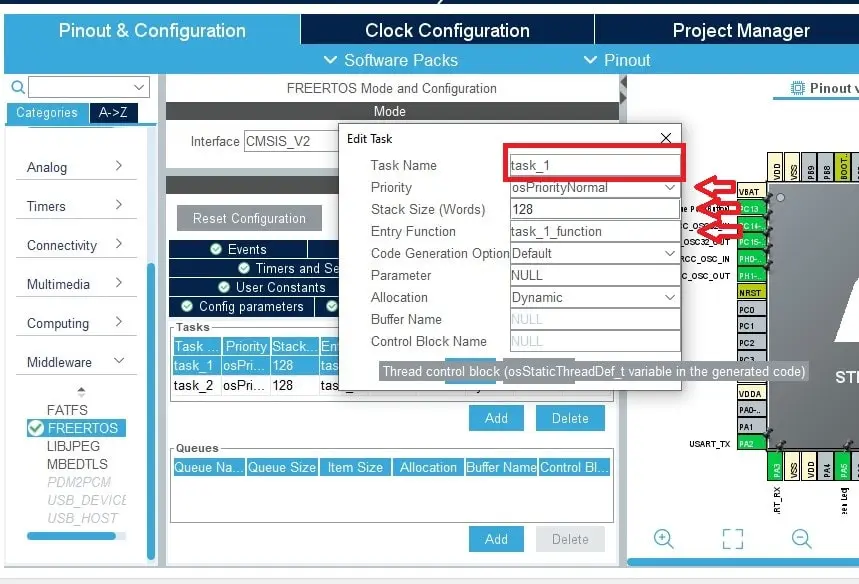 Pinout & Configuration
Clock Configuration
Project Manager
Software Packs
Pinout
Categories
A->Z
Analog
Timers
Connectivity
Multimedia
Computing
Middleware
FATFS
FREERTOS
LIBJPEG
MBEDTLS
PDM2PCM
USB_DEVICE
USB_HOST
FREERTOS Mode and Configuration
Mode
Interface CMSIS_V2
Reset Configuration
Events
Timers and Se
User Constants
Config parameters
Tasks
Task ... Priority Stack... En
task_1 osPri... 128 tas
task_2 osPri... 128 tas
Add Delete
Queues
Queue Na... Queue Size Item Size Allocation Buffer Name Control Bl...
Add Delete
Edit Task
Task Name task_1
Priority osPriorityNormal
Stack Size (Words) 128
Entry Function task_1_function
Code Generation Option Default
Parameter NULL
Allocation Dynamic
Buffer Name NULL
Control Block Name NULL
Thread control block (osStaticThreadDef_t variable in the generated code)
Pinout v
VDD
VSS
PB9
PB8
BOOT..
VBAT
PC13
PC14-
PC15-
PH0-..
PH1-..
NRST
PC0
PC1
PC2
PC3
VDDA
PA0-..
PA1
PA2
C_OSC32_OUT
RCC_OSC_IN
C_OSC_OUT
USART_TX
PA3
VSS
VDD
PA4
PA5
RT_RX
ST